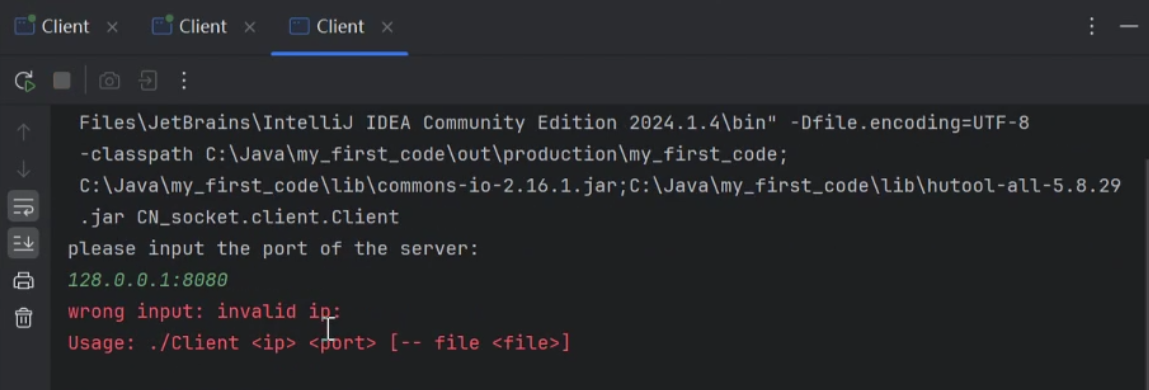 Client Client Client
Files\JetBrains\IntelliJ IDEA Community Edition 2024.1.4\bin" -Dfile.encoding=UTF-8
-classpath C:\Java\my_first_code\out\production\my_first_code;
C:\Java\my_first_code\lib\commons-io-2.16.1.jar;C:\Java\my_first_code\lib\hutool-all-5.8.29
.jar CN_socket.client.Client
please input the port of the server:
128.0.0.1:8080
wrong input: invalid ip:
Usage: ./Client <ip> <port> [-- file <file>]